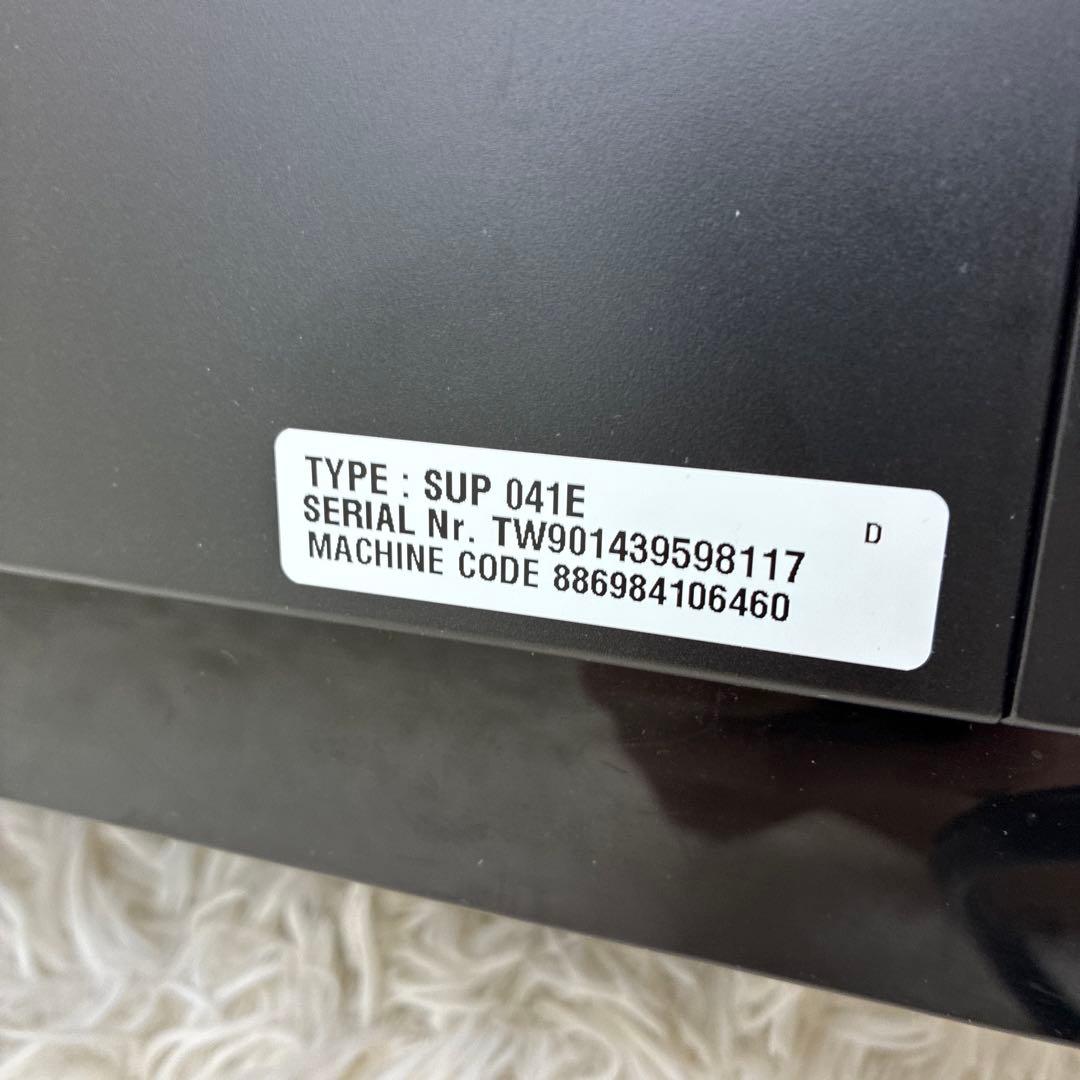 TYPE : SUP 041E
D
SERIAL Nr. TW901439598117
MACHINE CODE 886984106460